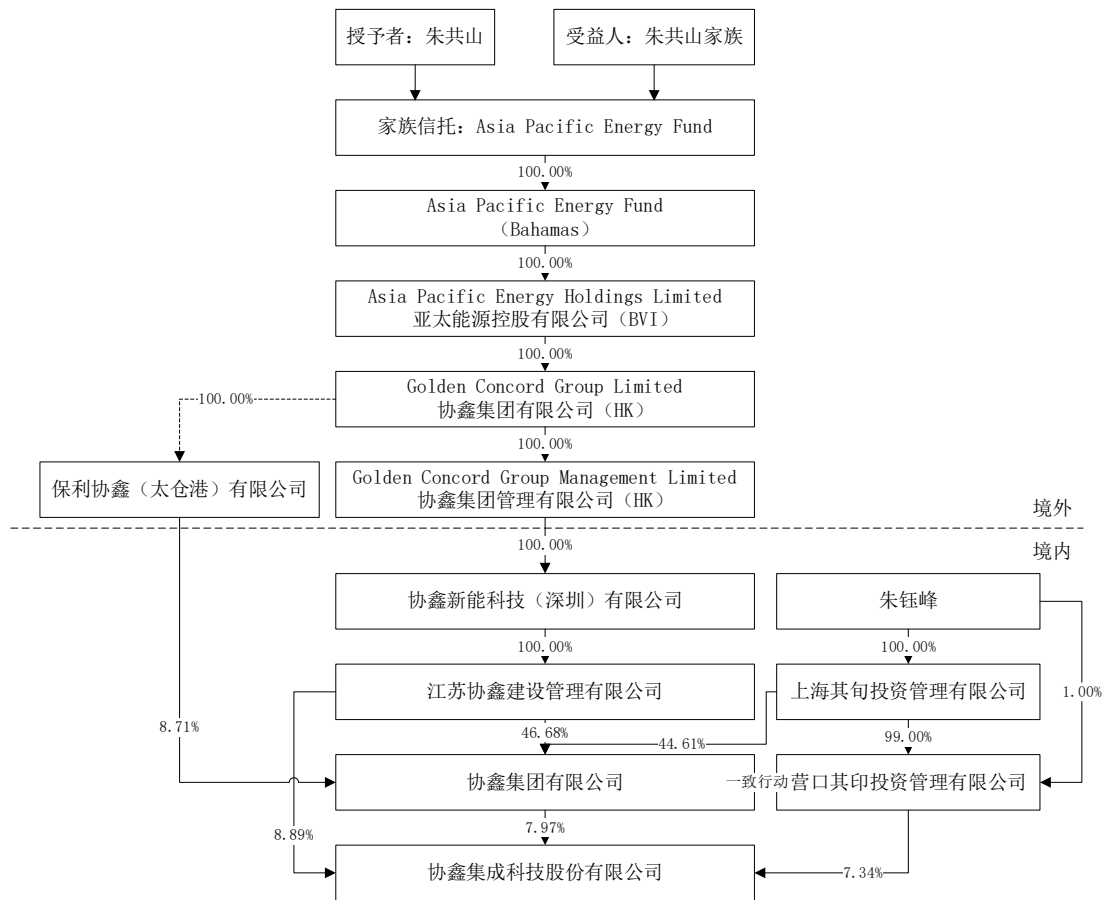 授予者：朱共山
受益人：朱共山家族
家族信托：Asia Pacific Energy Fund
100.00%
Asia Pacific Energy Fund
（Bahamas）
100.00%
Asia Pacific Energy Holdings Limited
亚太能源控股有限公司（BVI）
100.00%
Golden Concord Group Limited
协鑫集团有限公司（HK）
100.00%
100.00%
保利协鑫（太仓港）有限公司
Golden Concord Group Management Limited
协鑫集团管理有限公司（HK）
境外
境内
100.00%
协鑫新能科技（深圳）有限公司
朱钰峰
100.00%
100.00%
江苏协鑫建设管理有限公司
上海其旬投资管理有限公司
1.00%
8.71%
46.68%
44.61%
99.00%
协鑫集团有限公司
一致行动
营口其印投资管理有限公司
8.89%
7.97%
7.34%
协鑫集成科技股份有限公司